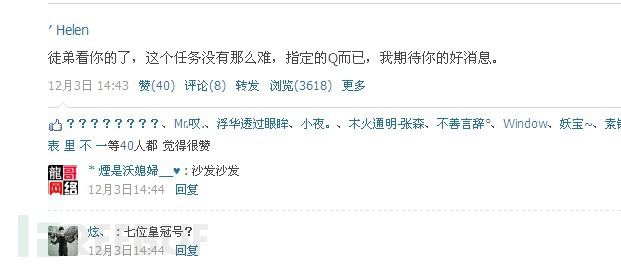 ′ Helen
徒弟看你的了，这个任务没有那么难，指定的Q而已，我期待你的好消息。
12月3日 14:43 赞(40) 评论(8) 转发 浏览(3618) 更多
？？？？？？？？？、Mr.哎.、浮华透过眼眸、小夜。、木火通明-张森、不善言辞°、Window、妖宝~、
表 里 不 一等40人都 觉得很赞
龍哥
网络
* 煙是沃媳婦__♥ : 沙发沙发
12月3日14:44 回复
炫、 : 七位皇冠号？
12月3日14:44 回复
REEBUF